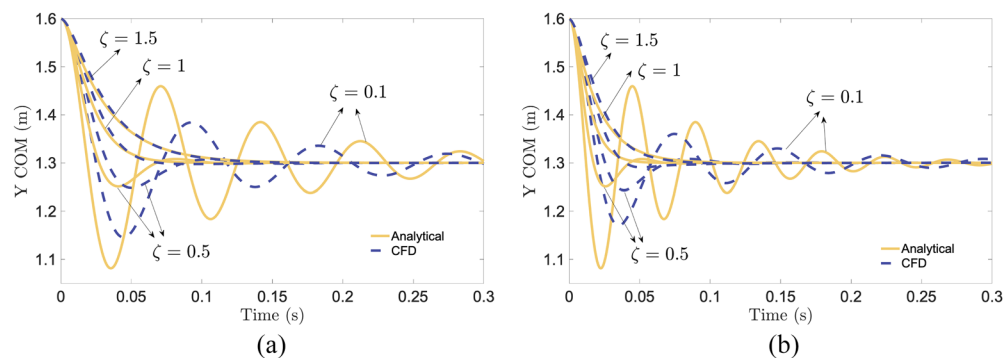 1.6
1.5
1.4
1.3
1.2
1.1
Y COM (m)
ζ = 1.5
ζ = 1
ζ = 0.1
ζ = 0.5
Analytical
CFD
0 0.05 0.1 0.15 0.2 0.25 0.3
Time (s)
(a)
1.6
1.5
1.4
1.3
1.2
1.1
Y COM (m)
ζ = 1.5
ζ = 1
ζ = 0.1
ζ = 0.5
Analytical
CFD
0 0.05 0.1 0.15 0.2 0.25 0.3
Time (s)
(b)